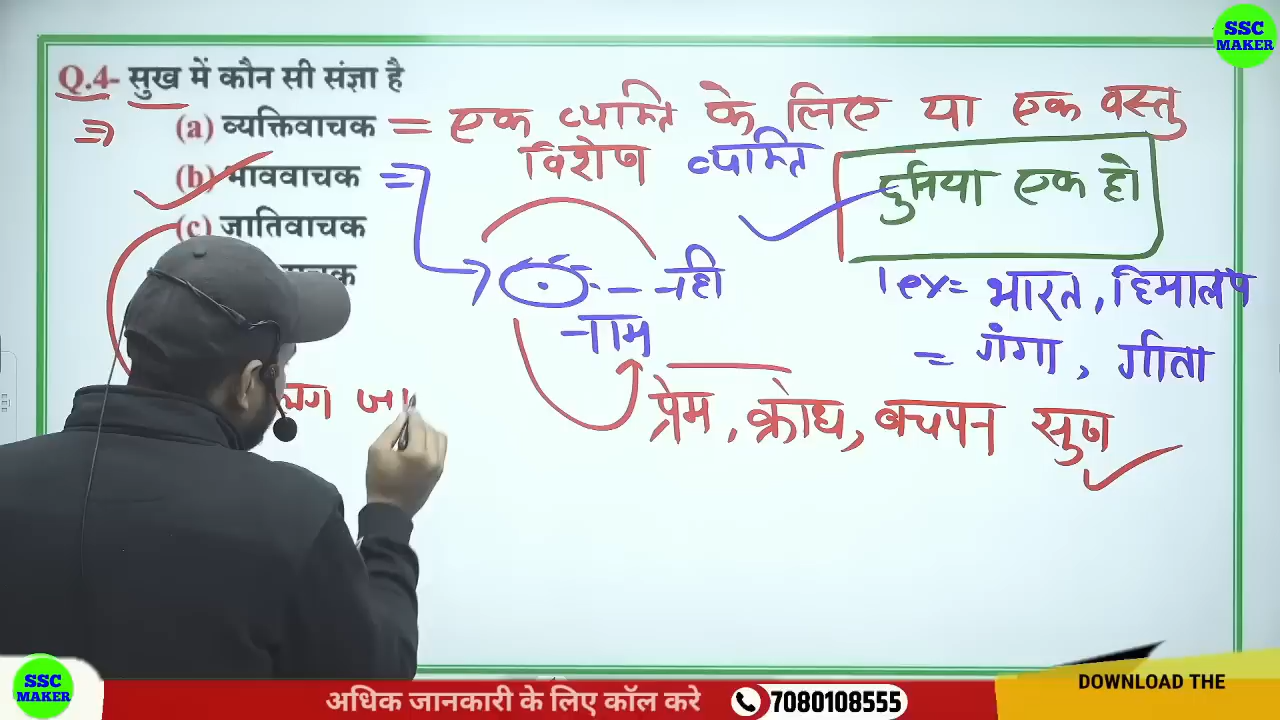 SSC
MAKER
Q.4- सुख में कौन सी संज्ञा है
(a) व्यक्तिवाचक = एक व्यक्ति के लिए या एक वस्तु
विशेष व्यक्ति
दुनिया एक हो
(b) भाववाचक =
(c) जातिवाचक
नही
नाम
ex= भारत, हिमालय
= गंगा, गीता
प्रेम, क्रोध, बचपन सुख
SSC
MAKER
अधिक जानकारी के लिए कॉल करे 7080108555
DOWNLOAD THE